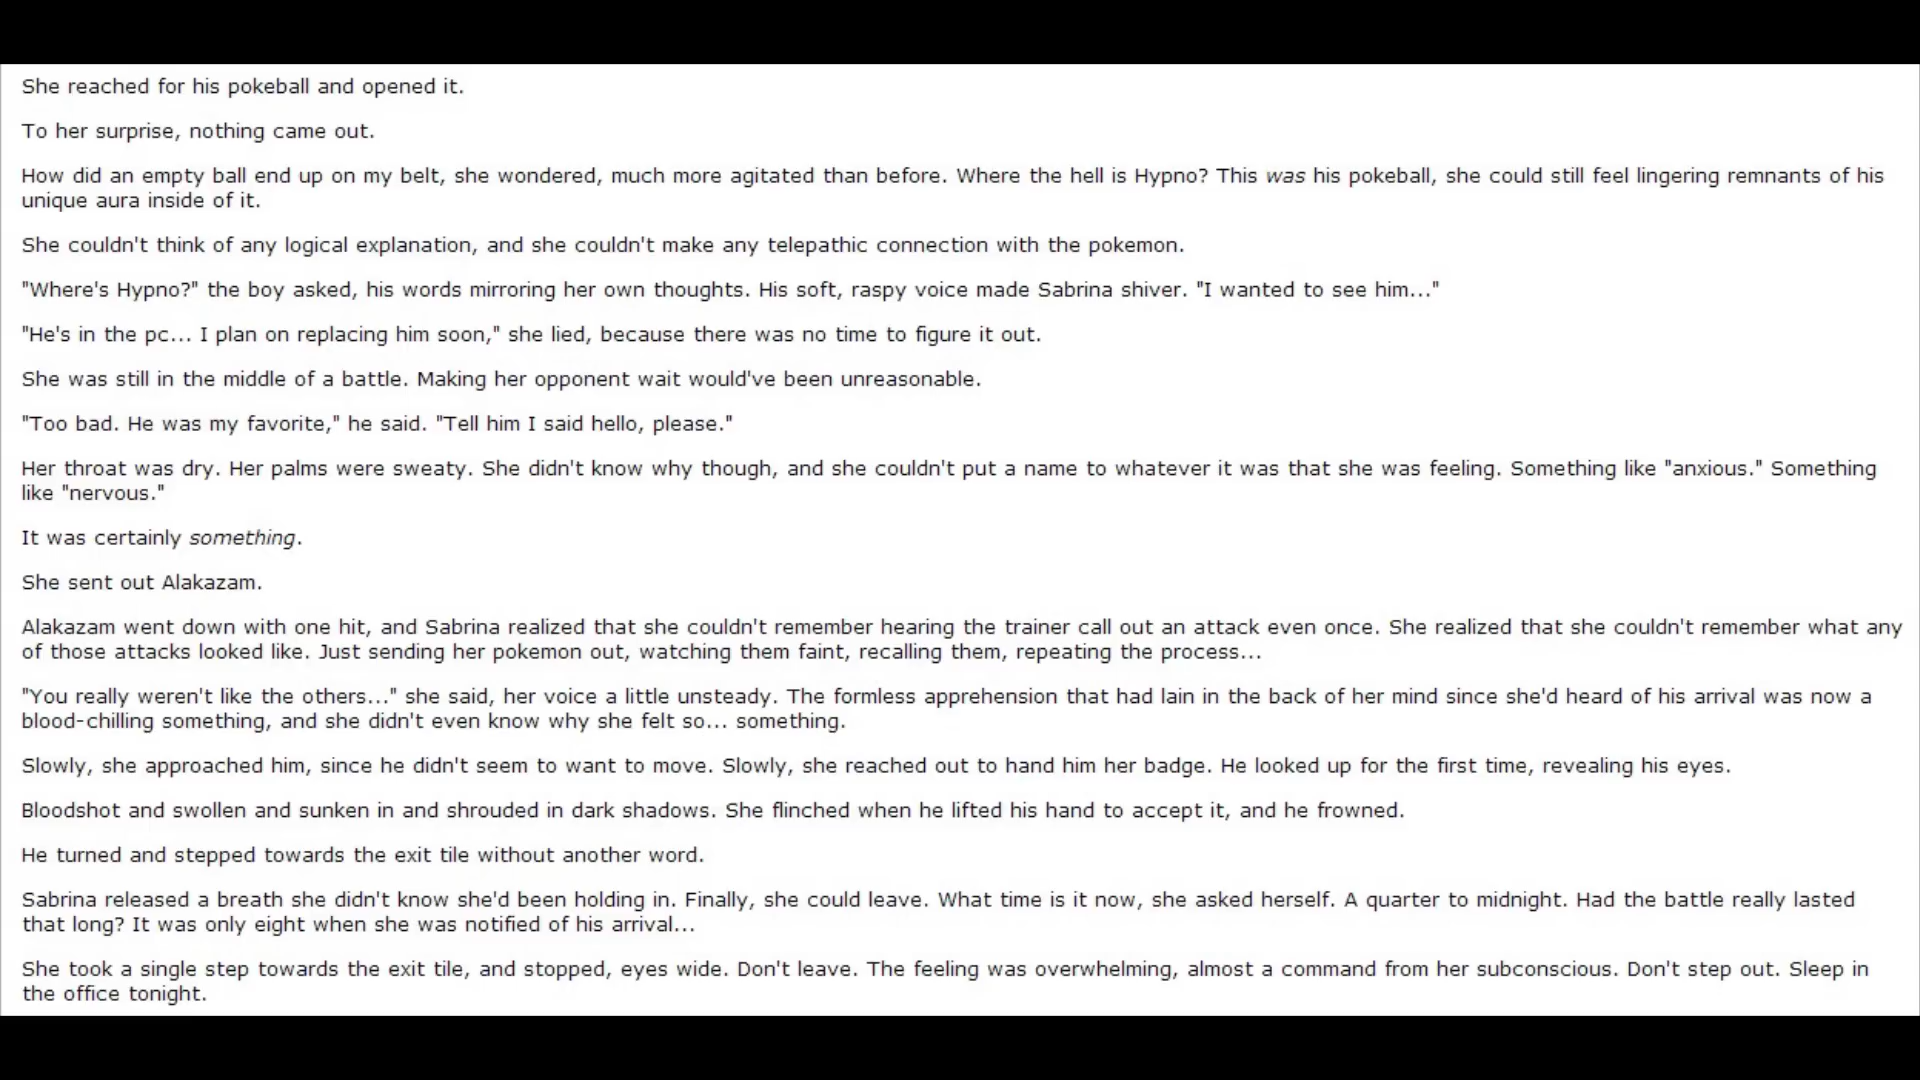 She reached for his pokeball and opened it.
To her surprise, nothing came out.
How did an empty ball end up on my belt, she wondered, much more agitated than before. Where the hell is Hypno? This was his pokeball, she could still feel lingering remnants of his
unique aura inside of it.
She couldn't think of any logical explanation, and she couldn't make any telepathic connection with the pokemon.
"Where's Hypno?" the boy asked, his words mirroring her own thoughts. His soft, raspy voice made Sabrina shiver. "I wanted to see him..."
"He's in the pc... I plan on replacing him soon," she lied, because there was no time to figure it out.
She was still in the middle of a battle. Making her opponent wait would've been unreasonable.
"Too bad. He was my favorite," he said. "Tell him I said hello, please."
Her throat was dry. Her palms were sweaty. She didn't know why though, and she couldn't put a name to whatever it was that she was feeling. Something like "anxious." Something
like "nervous."
It was certainly something.
She sent out Alakazam.
Alakazam went down with one hit, and Sabrina realized that she couldn't remember hearing the trainer call out an attack even once. She realized that she couldn't remember what any
of those attacks looked like. Just sending her pokemon out, watching them faint, recalling them, repeating the process...
"You really weren't like the others..." she said, her voice a little unsteady. The formless apprehension that had lain in the back of her mind since she'd heard of his arrival was now a
blood-chilling something, and she didn't even know why she felt so... something.
Slowly, she approached him, since he didn't seem to want to move. Slowly, she reached out to hand him her badge. He looked up for the first time, revealing his eyes.
Bloodshot and swollen and sunken in and shrouded in dark shadows. She flinched when he lifted his hand to accept it, and he frowned.
He turned and stepped towards the exit tile without another word.
Sabrina released a breath she didn't know she'd been holding in. Finally, she could leave. What time is it now, she asked herself. A quarter to midnight. Had the battle really lasted
that long? It was only eight when she was notified of his arrival...
She took a single step towards the exit tile, and stopped, eyes wide. Don't leave. The feeling was overwhelming, almost a command from her subconscious. Don't step out. Sleep in
the office tonight.